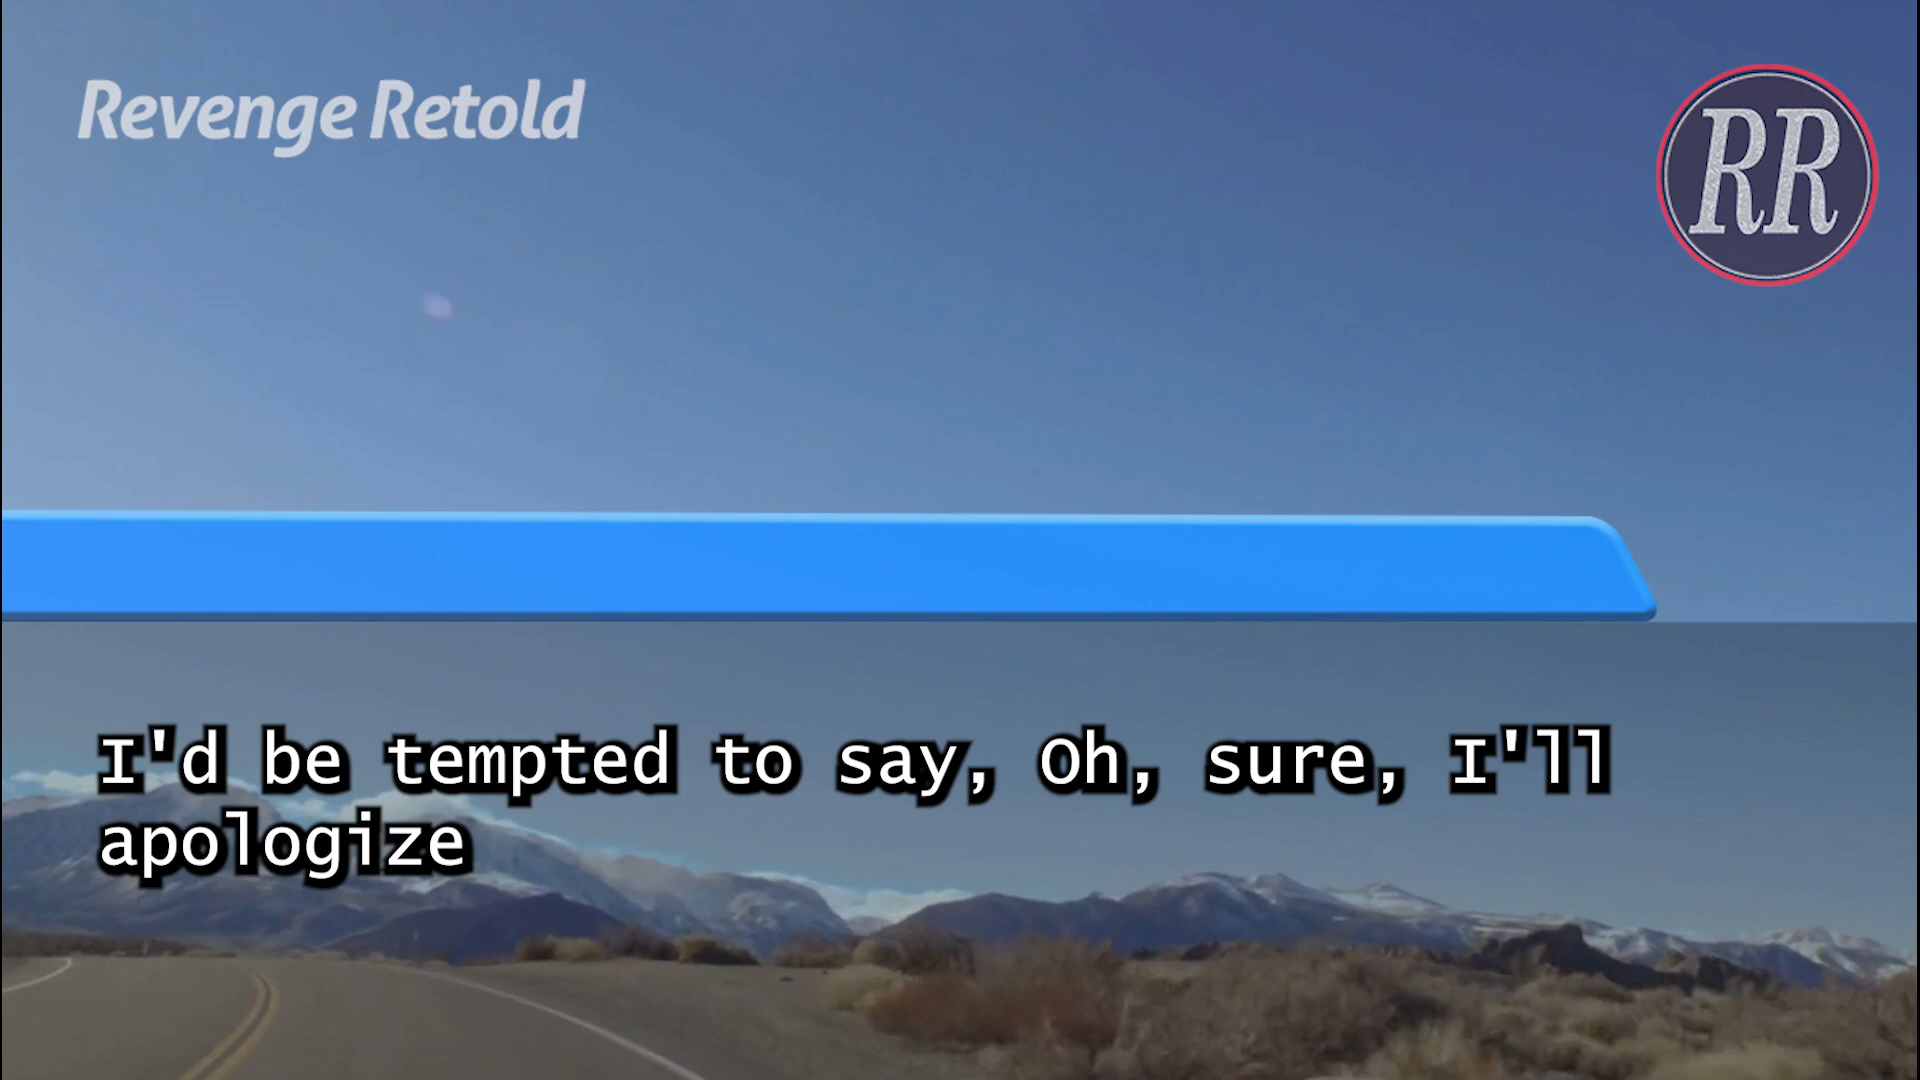 Revenge Retold
RR
I'd be tempted to say, Oh, sure, I'll
apologize